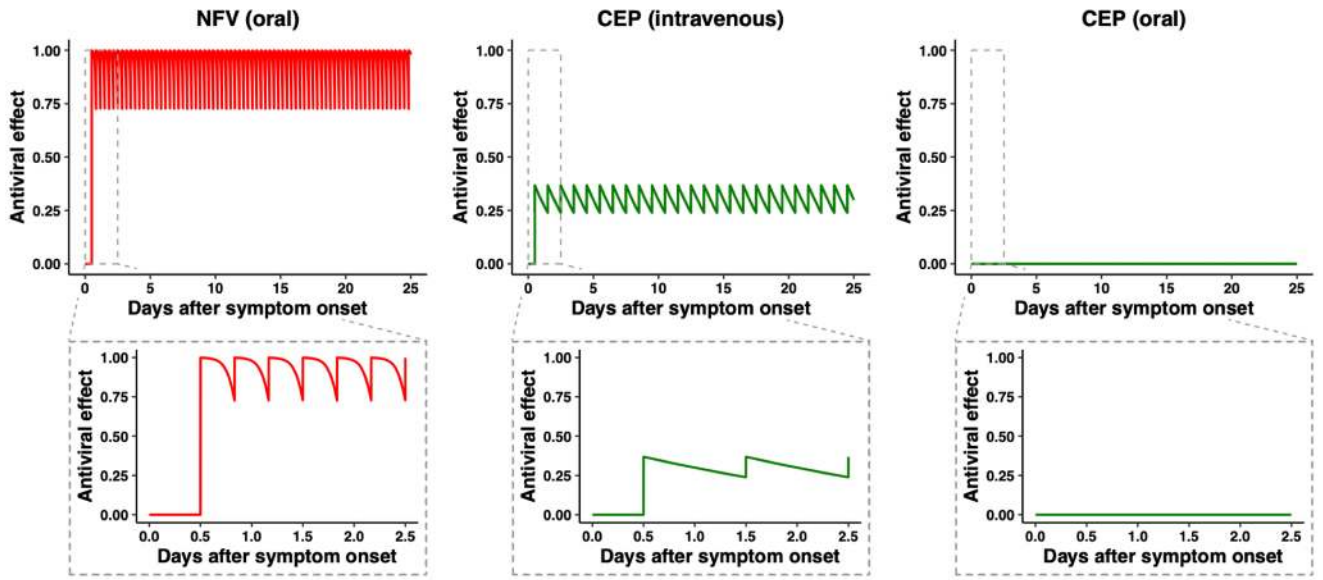 NFV (oral)
1.00
0.75
0.50
0.25
0.00
Antiviral effect
0 5 10 15 20 25
Days after symptom onset
1.00
0.75
0.50
0.25
0.00
Antiviral effect
0.0 0.5 1.0 1.5 2.0 2.5
Days after symptom onset
CEP (intravenous)
1.00
0.75
0.50
0.25
0.00
Antiviral effect
0 5 10 15 20 25
Days after symptom onset
1.00
0.75
0.50
0.25
0.00
Antiviral effect
0.0 0.5 1.0 1.5 2.0 2.5
Days after symptom onset
CEP (oral)
1.00
0.75
0.50
0.25
0.00
Antiviral effect
0 5 10 15 20 25
Days after symptom onset
1.00
0.75
0.50
0.25
0.00
Antiviral effect
0.0 0.5 1.0 1.5 2.0 2.5
Days after symptom onset